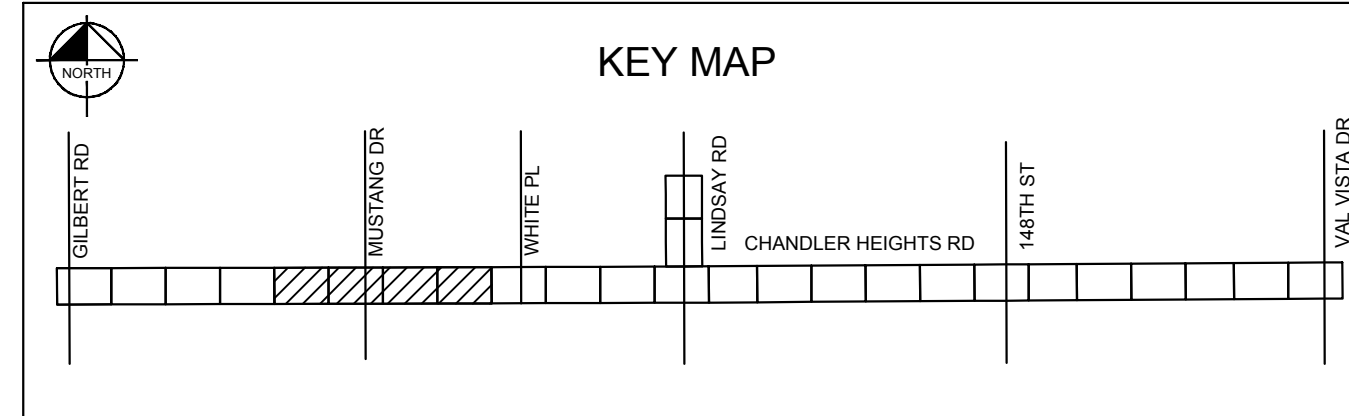 NORTH
KEY MAP
GILBERT RD
MUSTANG DR
WHITE PL
LINDSAY RD
CHANDLER HEIGHTS RD
148TH ST
VAL VISTA DR